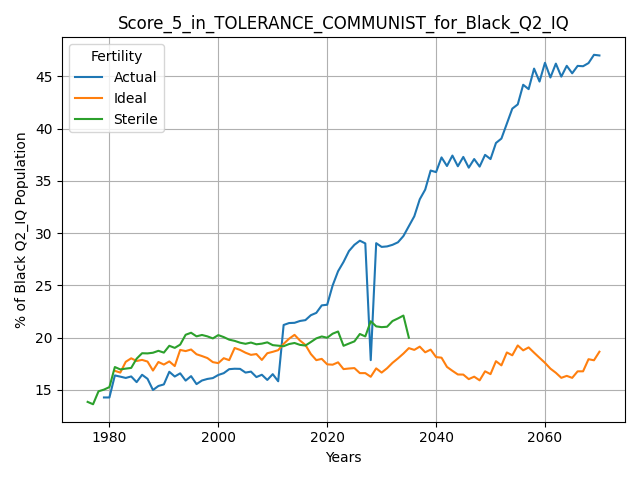 Score_5_in_TOLERANCE_COMMUNIST_for_Black_Q2_IQ
Fertility
Actual
Ideal
Sterile
% of Black Q2_IQ Population
45
40
35
30
25
20
15
1980
2000
2020
2040
2060
Years